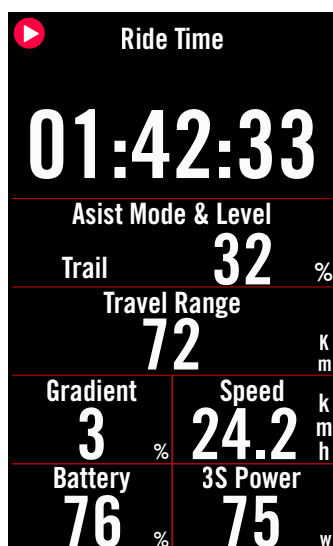 Ride Time
01:42:33
Asist Mode & Level
Trail 32 %
Travel Range
72 Km
Gradient Speed
3 % 24.2 kmh
Battery 3S Power
76 % 75 w